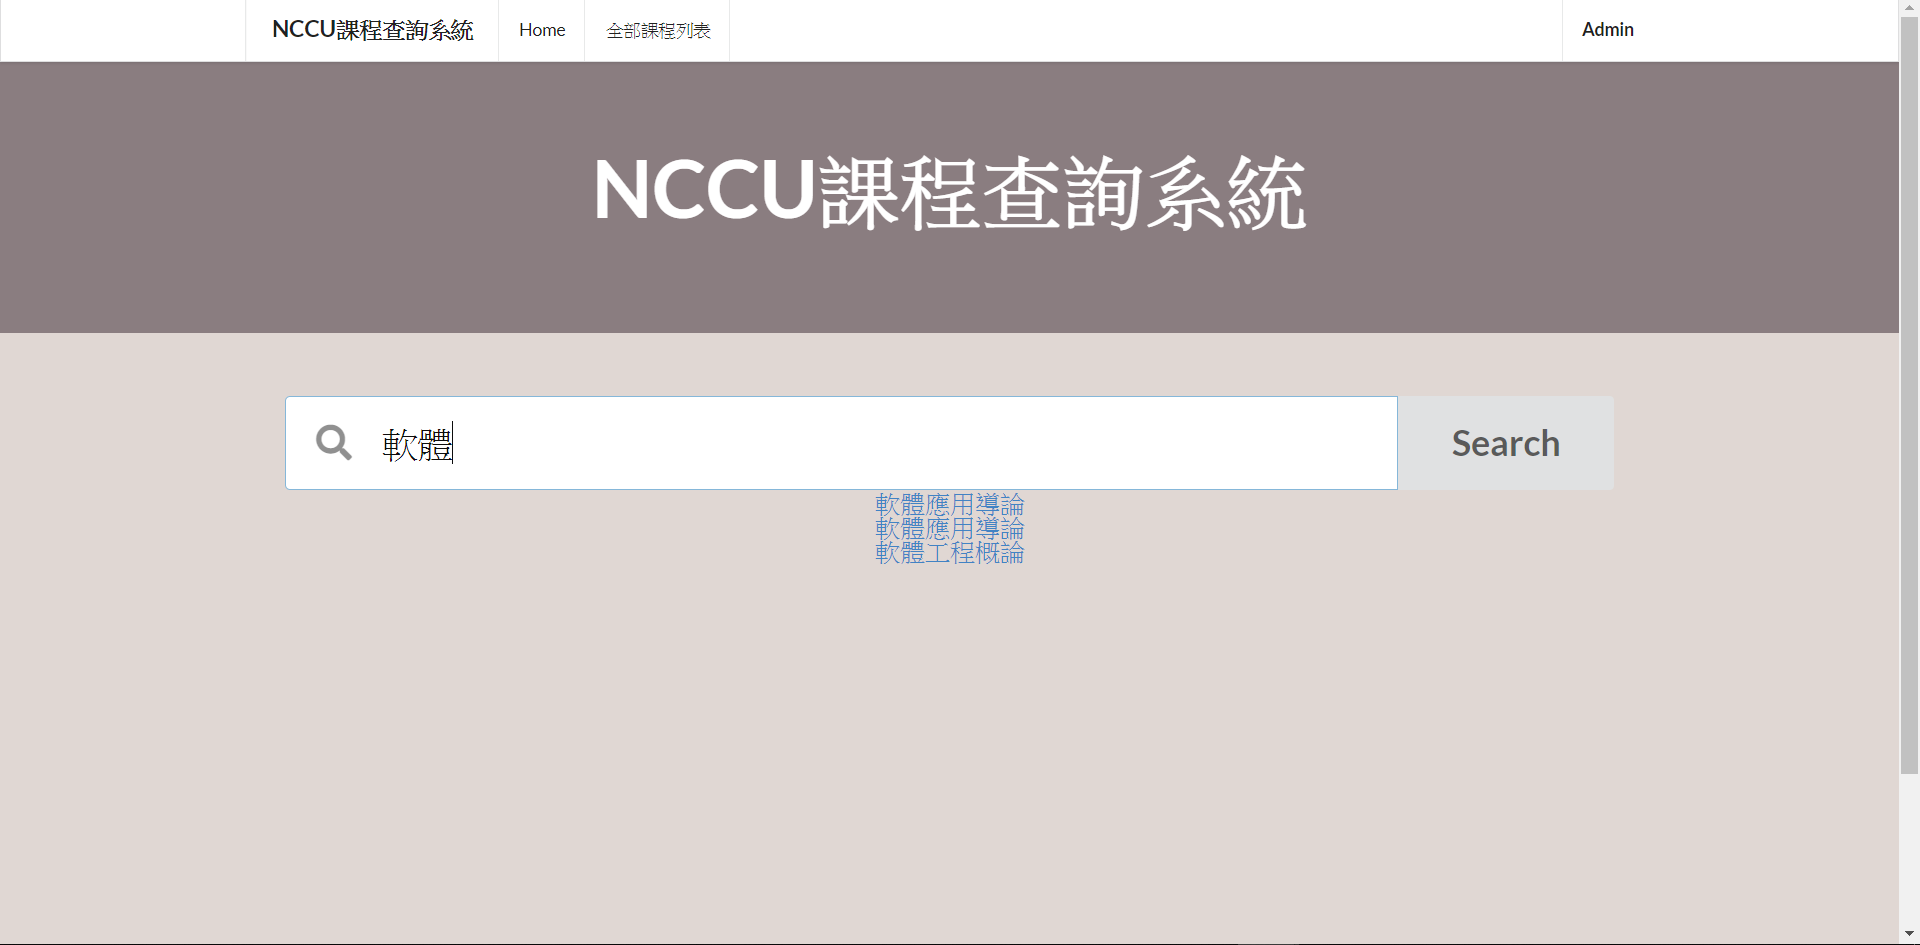 NCCU課程查詢系統
Home
全部課程列表
Admin
NCCU課程查詢系統
軟體
Search
軟體應用導論
軟體應用導論
軟體工程概論